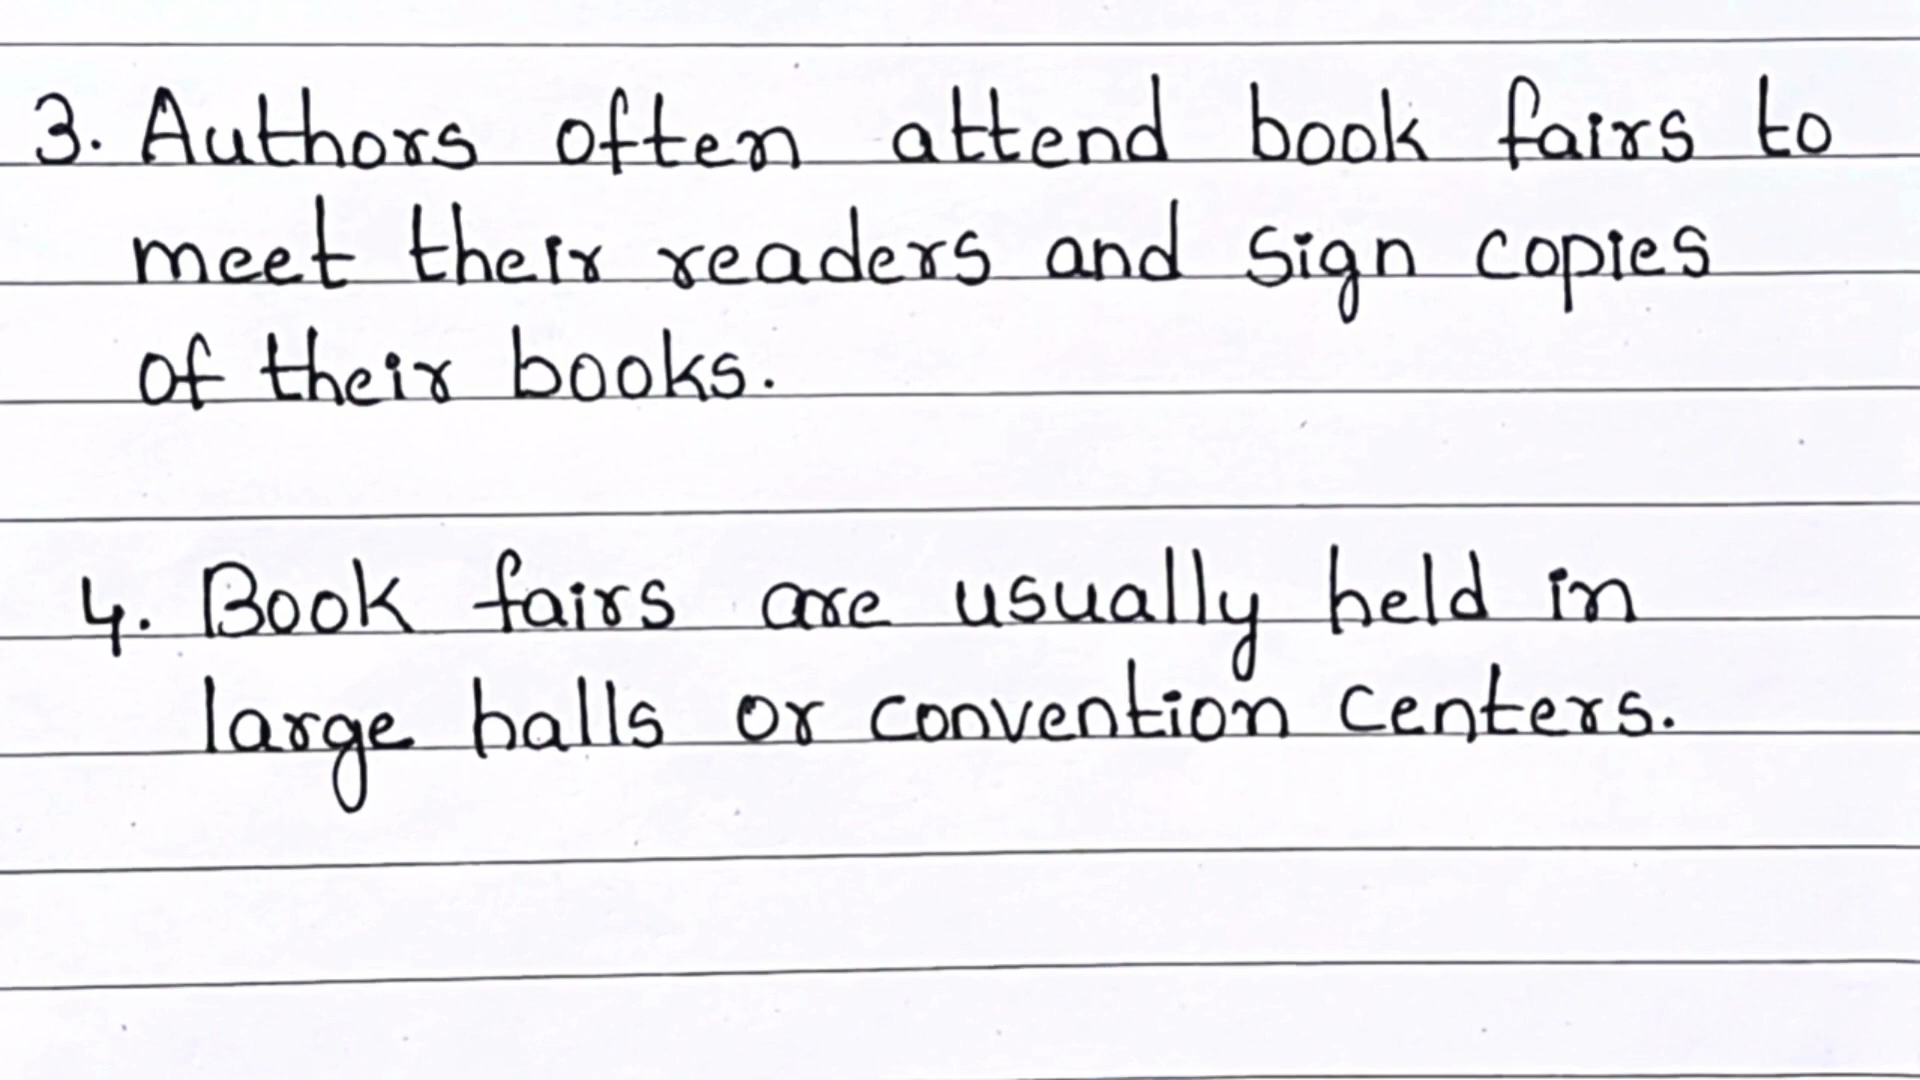 3. Authors often attend book fairs to
meet their readers and sign copies
of their books.
4. Book fairs are usually held in
large halls or convention centers.